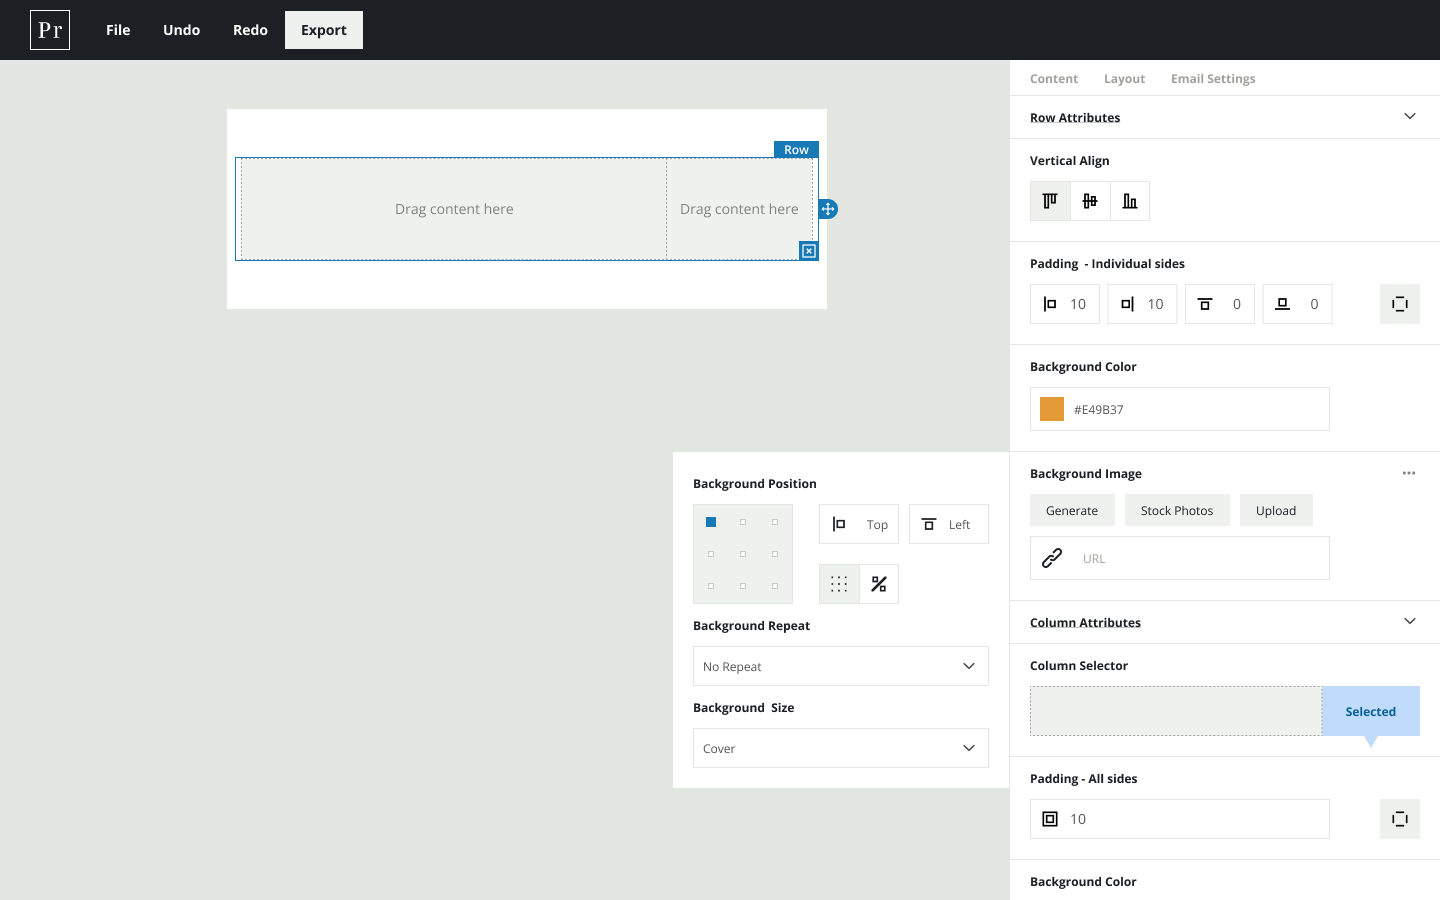 Pr File Undo Redo Export
Content Layout Email Settings
Row Attributes
Vertical Align
Row
Drag content here Drag content here
Padding - Individual sides
10 10 0 0
Background Color
#E49B37
Background Image
Generate Stock Photos Upload
URL
Background Position
Top Left
Background Repeat
No Repeat
Background Size
Cover
Column Attributes
Column Selector
Selected
Padding - All sides
10
Background Color